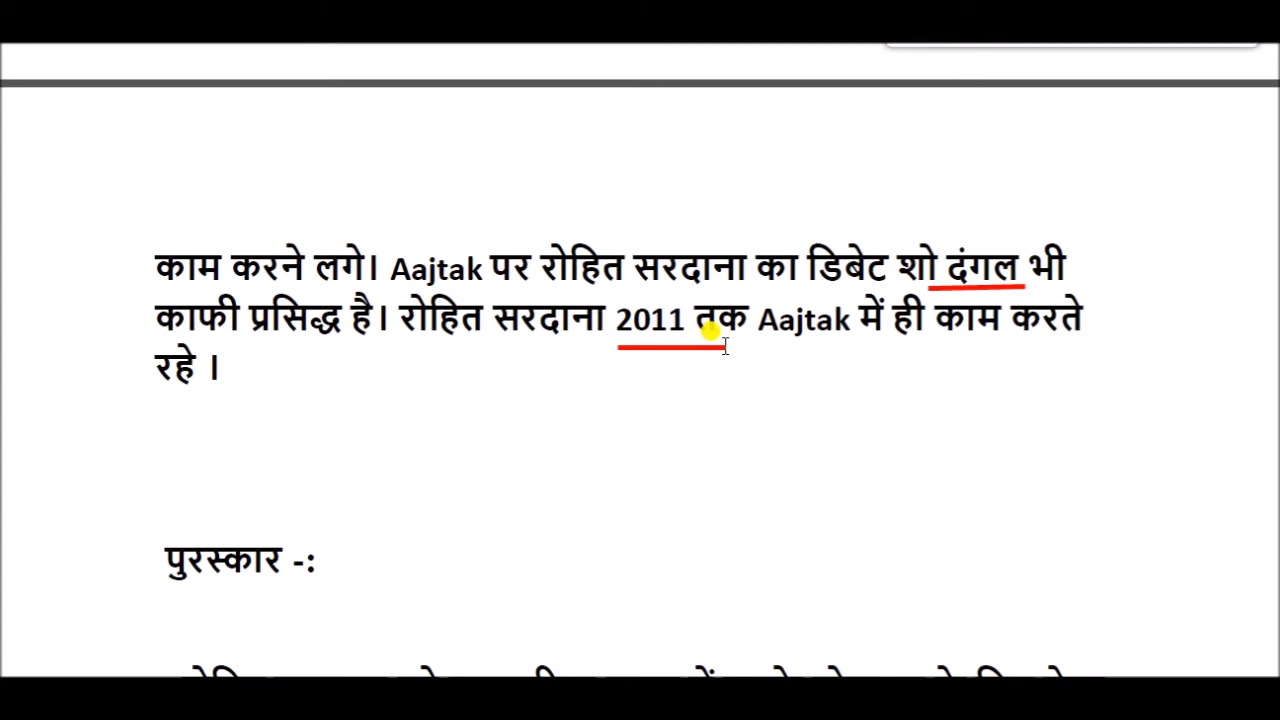 काम करने लगे। Aajtak पर रोहित सरदाना का डिबेट शो दंगल भी
काफी प्रसिद्ध है। रोहित सरदाना 2011 तक Aajtak में ही काम करते
रहे ।
पुरस्कार -: